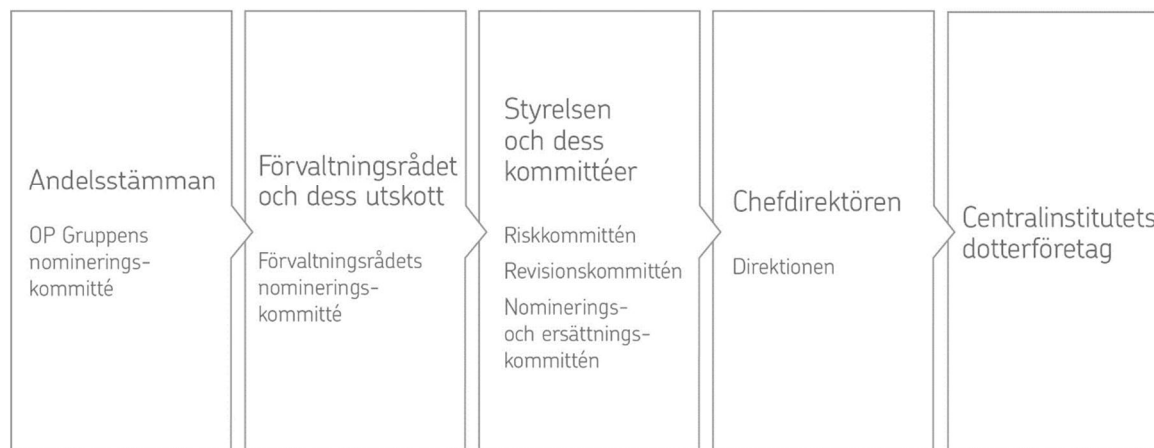 Andelsstämman
OP Gruppens
nominerings-
kommitté
Förvaltningsrådet
och dess utskott
Förvaltningsrådets
nominerings-
kommitté
Styrelsen
och dess
kommittéer
Riskkommittén
Revisionskommittén
Nominerings-
och ersättnings-
kommittén
Chefdirektören
Direktionen
Centralinstitutets
dotterföretag